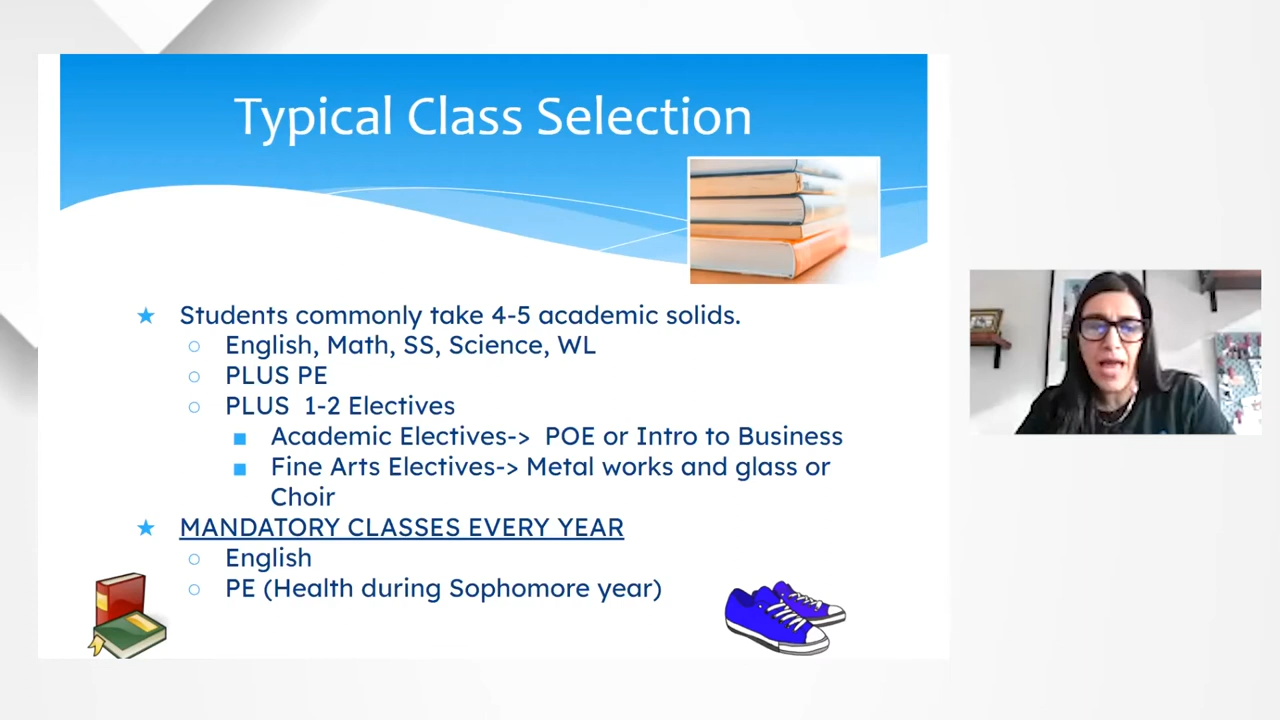 Typical Class Selection
Students commonly take 4-5 academic solids.
English, Math, SS, Science, WL
PLUS PE
PLUS 1-2 Electives
Academic Electives-> POE or Intro to Business
Fine Arts Electives-> Metal works and glass or
Choir
MANDATORY CLASSES EVERY YEAR
English
PE (Health during Sophomore year)